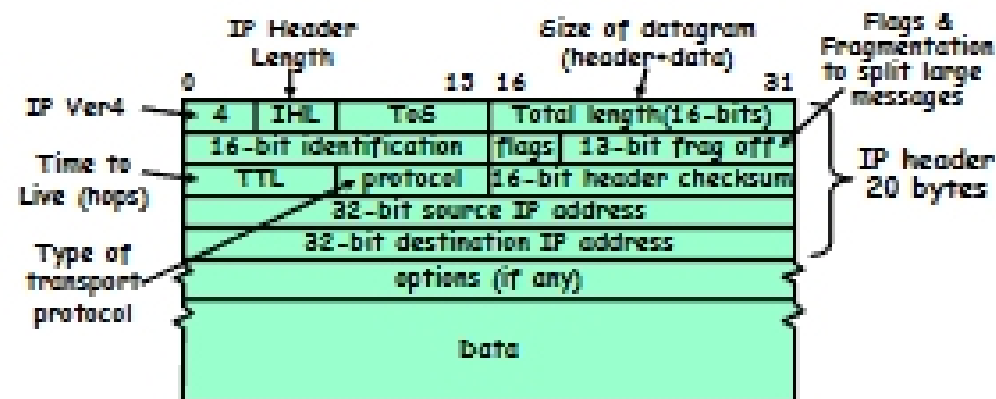 IP Header
Length
Size of datagram
(header+data)
Flags &
Fragmentation
to split large
messages
0
15
16
31
IP Ver4
4
IHL
ToS
Total length(16-bits)
16-bit identification
flags
13-bit frag off
Time to
Live (hops)
TTL
protocol
16-bit header checksum
IP header
20 bytes
32-bit source IP address
32-bit destination IP address
Type of
transport
protocol
options (if any)
Data